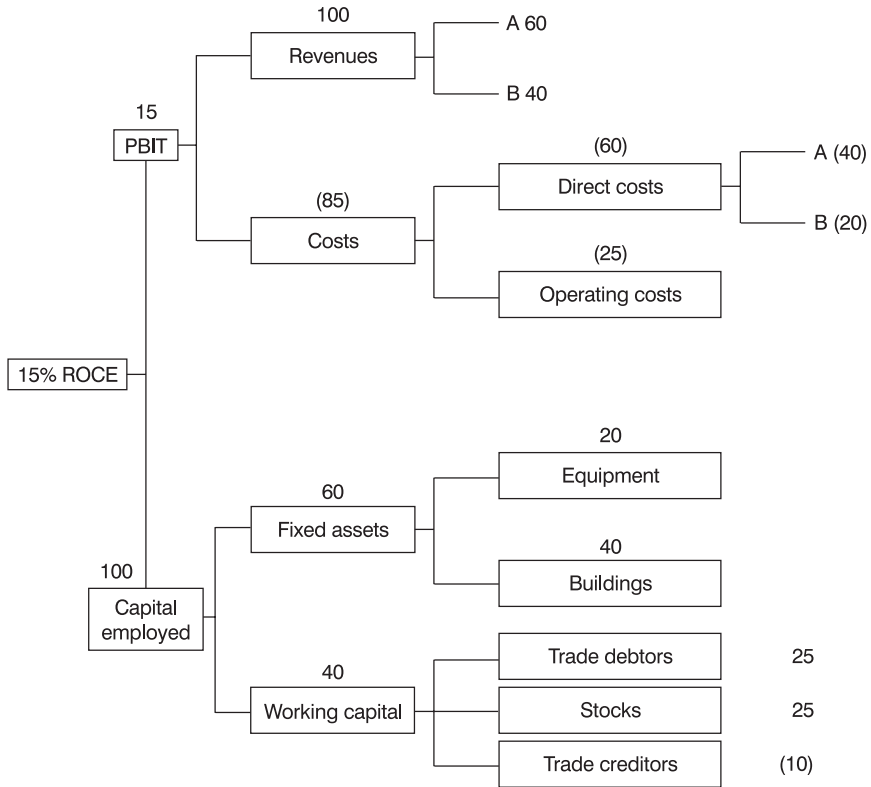 100
Revenues
A 60
B 40
15
PBIT
(60)
Direct costs
A (40)
B (20)
(85)
Costs
(25)
Operating costs
15% ROCE
20
Equipment
60
Fixed assets
40
Buildings
100
Capital
employed
40
Working capital
Trade debtors 25
Stocks 25
Trade creditors (10)